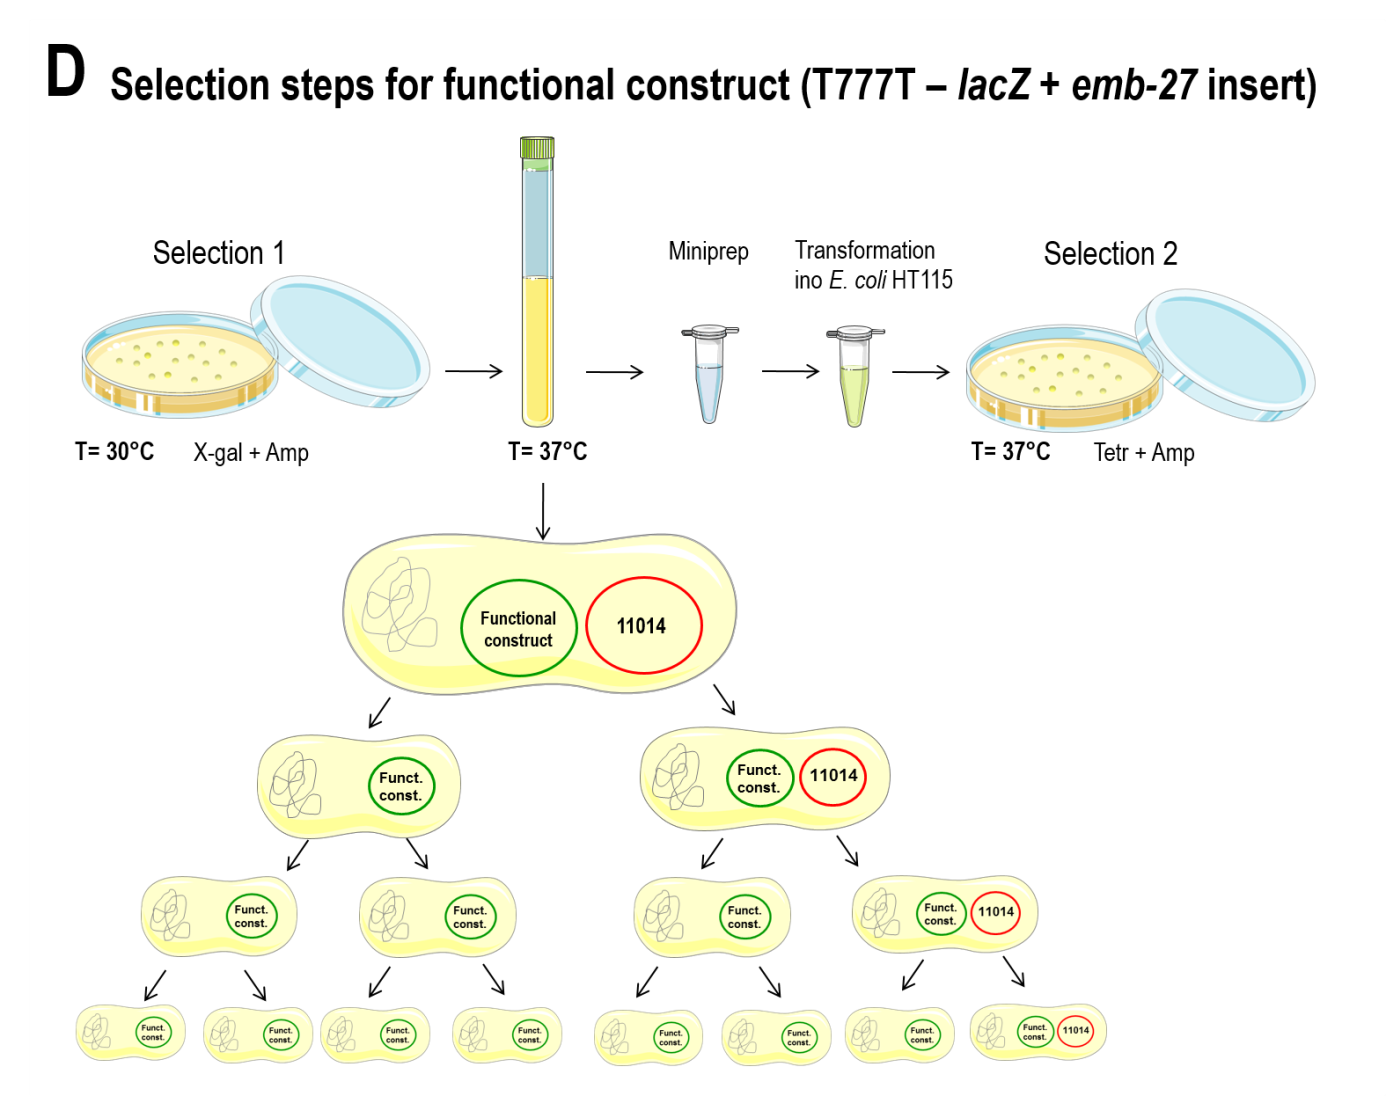 D Selection steps for functional construct (T777T – lacZ + emb-27 insert)
Selection 1
Miniprep
Transformation
ino E. coli HT115
Selection 2
T= 30°C
X-gal + Amp
T= 37°C
T= 37°C
Tetr + Amp
Functional
construct
11014
Funct.
const.
Funct.
const.
11014
Funct.
const.
Funct.
const.
Funct.
const.
Funct.
const.
11014
Funct.
const.
Funct.
const.
Funct.
const.
Funct.
const.
Funct.
const.
Funct.
const.
Funct.
const.
Funct.
const.
11014